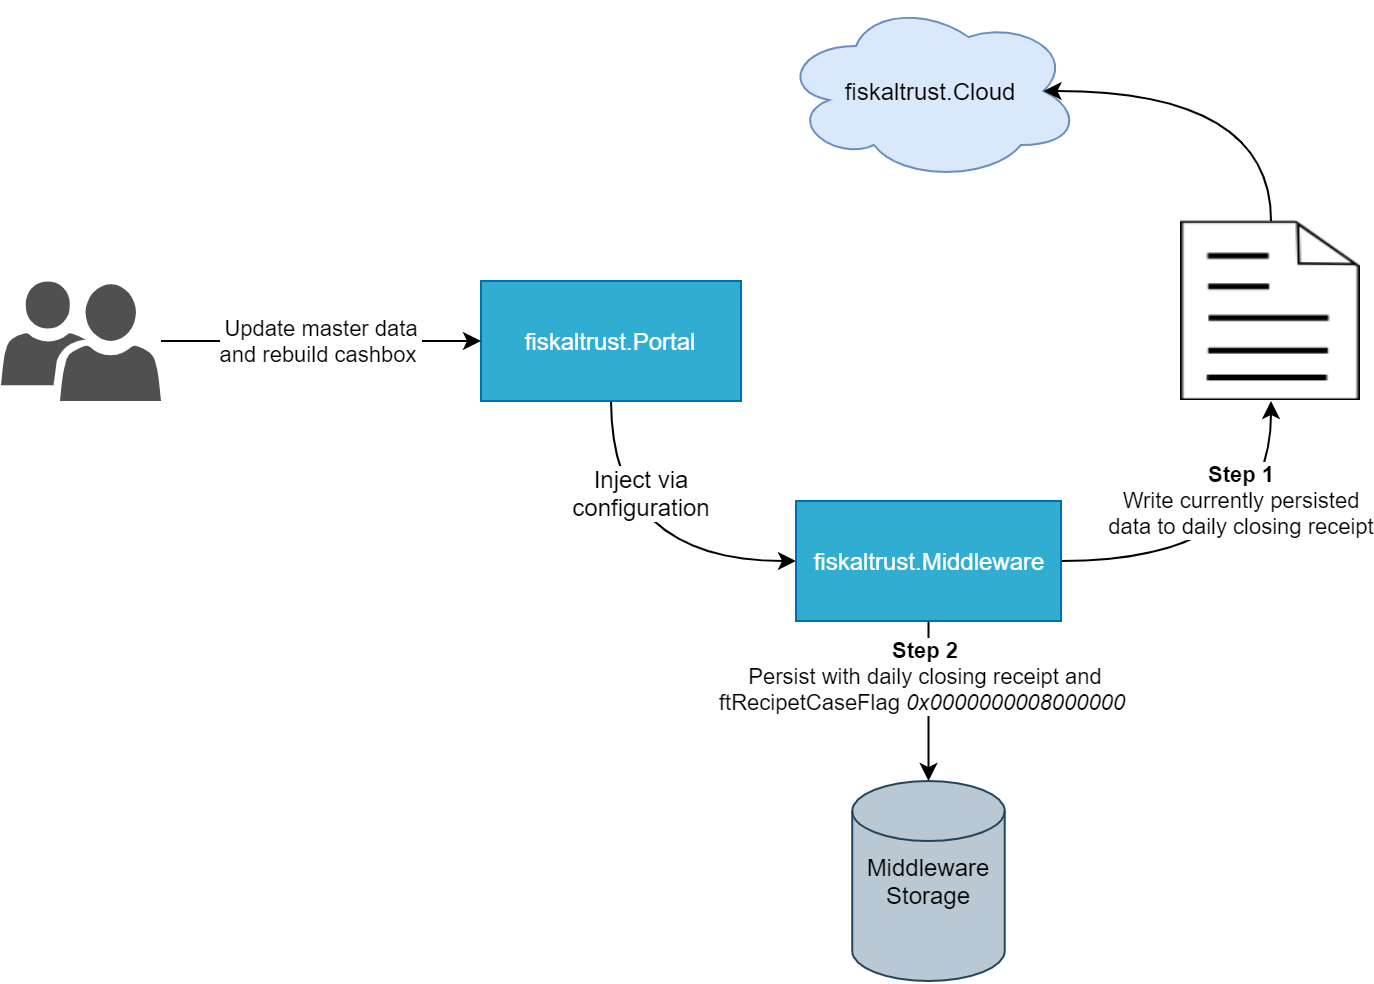 fiskaltrust.Cloud
Update master data
and rebuild cashbox
fiskaltrust.Portal
Inject via
configuration
Step 1
Write currently persisted
data to daily closing receipt
fiskaltrust.Middleware
Step 2
Persist with daily closing receipt and
ftRecipetCaseFlag 0x0000000008000000
Middleware
Storage